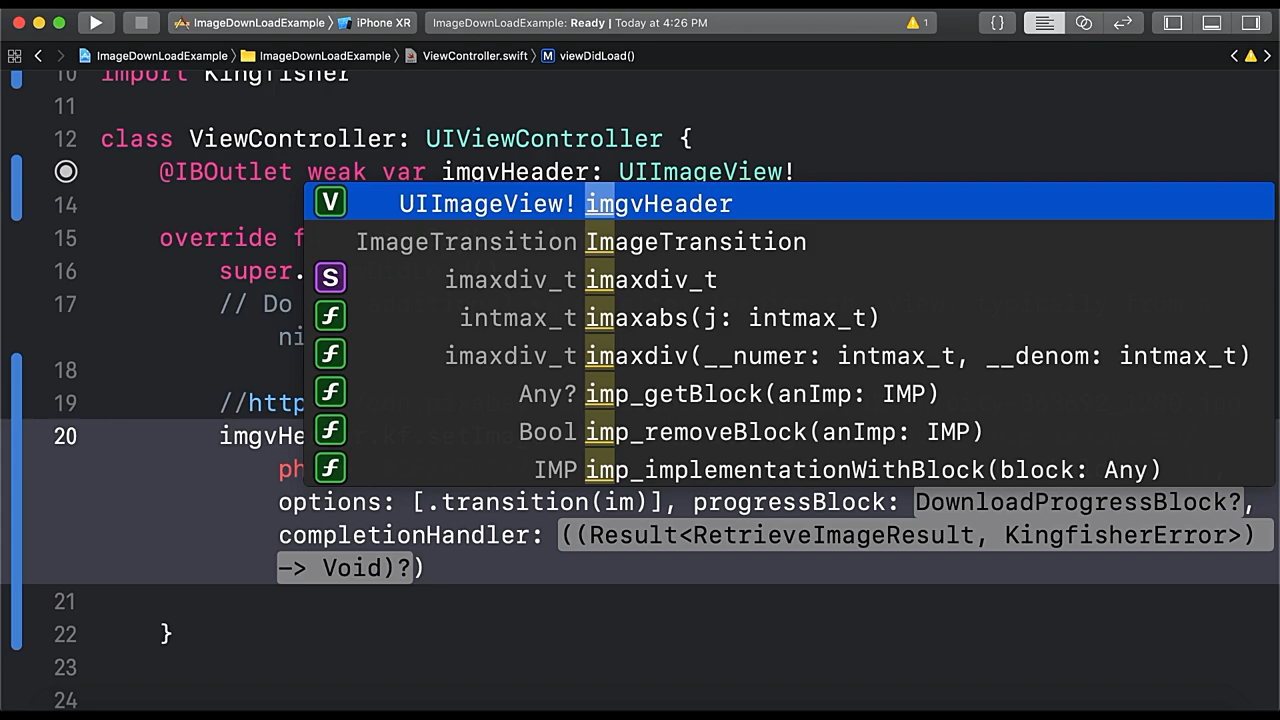 ImageDownLoadExample
iPhone XR
ImageDownLoadExample: Ready | Today at 4:26 PM
1
ImageDownLoadExample
ImageDownLoadExample
ViewController.swift
M
viewDidLoad()
10 import Kingfisher
11
12 class ViewController: UIViewController {
@IBOutlet weak var imgvHeader: UIImageView!
V UIImageView! imgvHeader
14
ImageTransition ImageTransition
15 override f
S imaxdiv_t imaxdiv_t
16 super.
17 // Do
f intmax_t imaxabs(j: intmax_t)
ni
f imaxdiv_t imaxdiv(__numer: intmax_t, __denom: intmax_t)
18
f Any? imp_getBlock(anImp: IMP)
19 //http
f Bool imp_removeBlock(anImp: IMP)
20 imgvHe
f IMP imp_implementationWithBlock(block: Any)
ph
options: [.transition(im)], progressBlock: DownloadProgressBlock?,
completionHandler: ((Result<RetrieveImageResult, KingfisherError>)
-> Void)?)
21
22 }
23
24